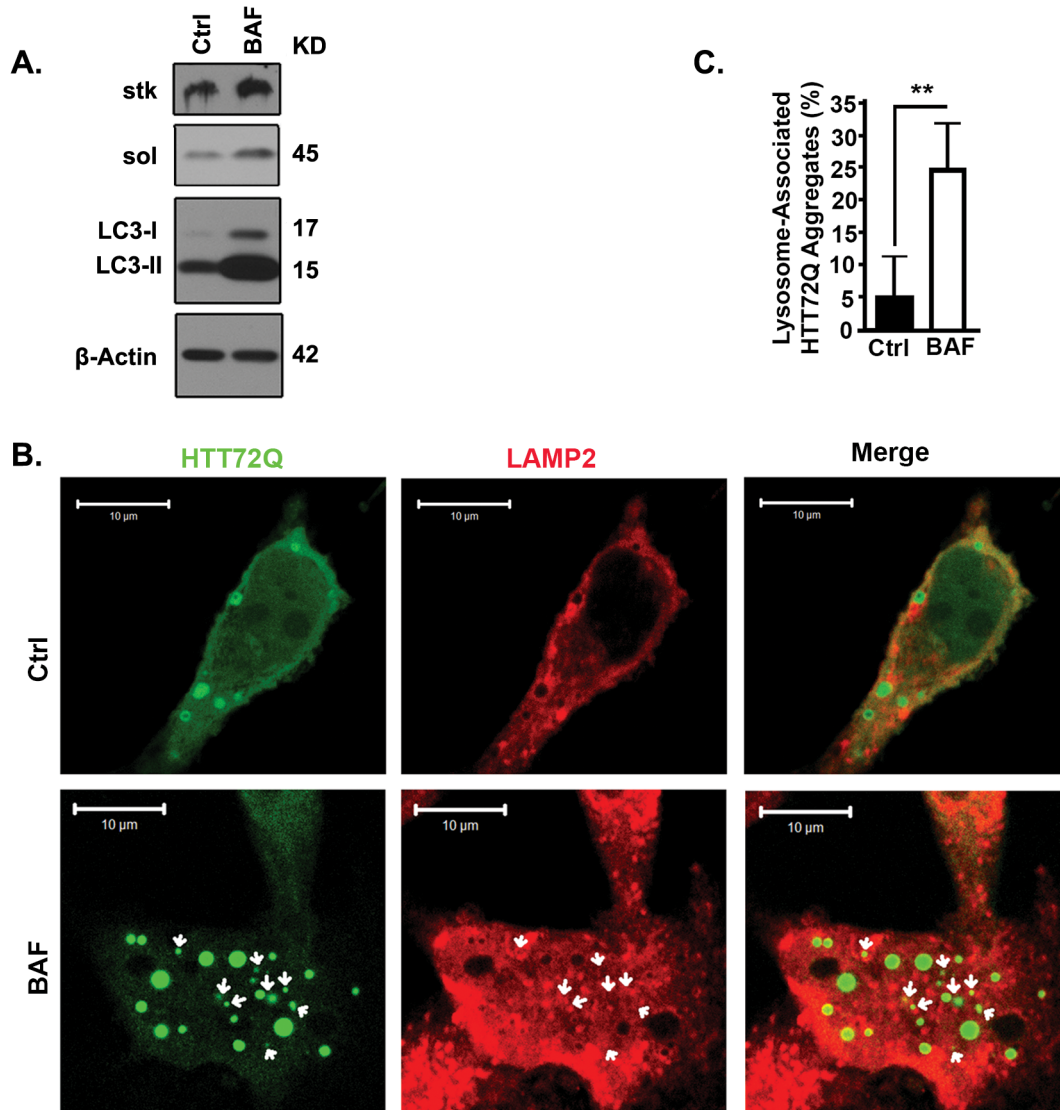 A.
Ctrl BAF KD
stk
sol 45
LC3-I 17
LC3-II 15
β-Actin 42
C.
Lysosome-Associated
HTT72Q Aggregates (%)
**
35
30
25
20
15
10
5
0
Ctrl BAF
B.
HTT72Q LAMP2 Merge
Ctrl
10 μm 10 μm 10 μm
BAF
10 μm 10 μm 10 μm